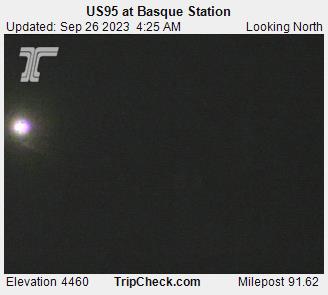 US95 at Basque Station
Updated: Sep 26 2023 4:25 AM Looking North
Elevation 4460 TripCheck.com Milepost 91.62